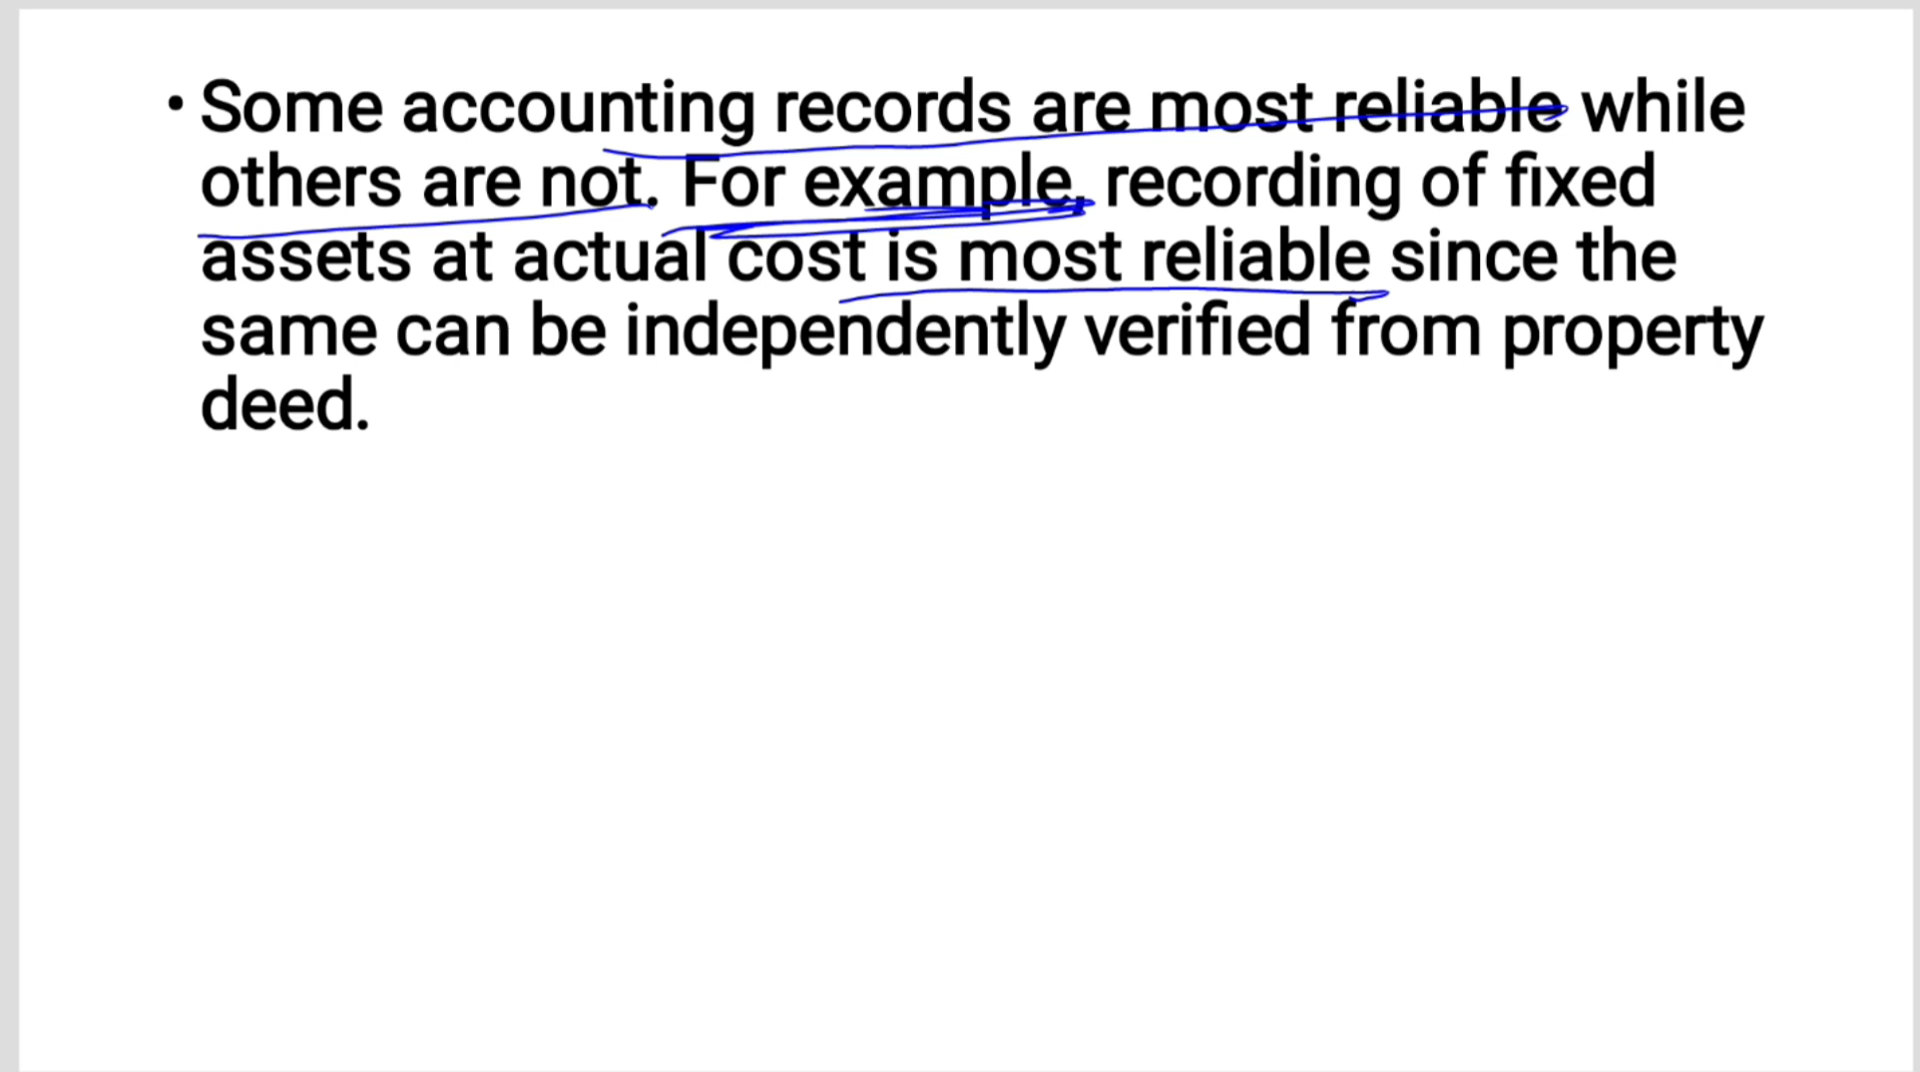 • Some accounting records are most reliable while
others are not. For example, recording of fixed
assets at actual cost is most reliable since the
same can be independently verified from property
deed.